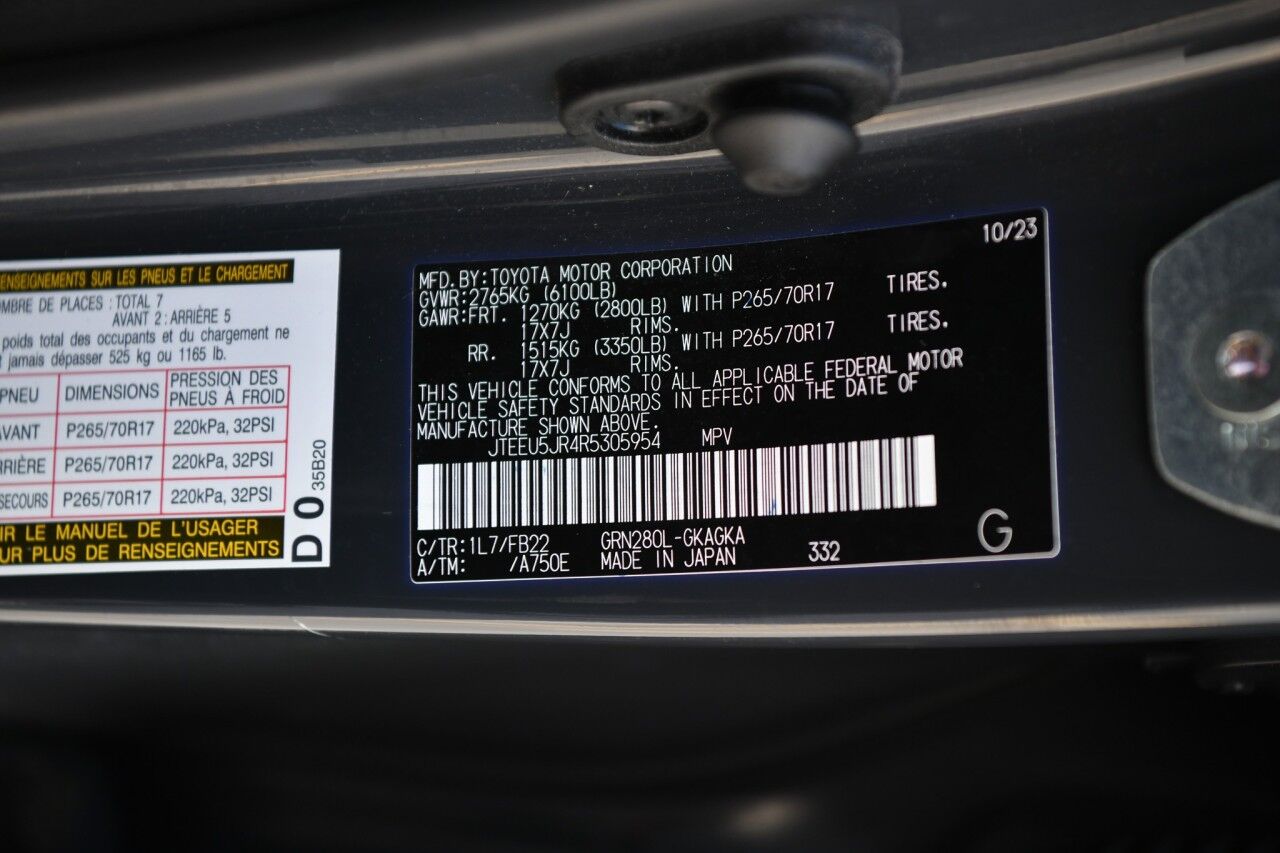 RENSEIGNEMENTS SUR LES PNEUS ET LE CHARGEMENT
NOMBRE DE PLACES : TOTAL 7
AVANT 2 : ARRIÈRE 5
poids total des occupants et du chargement ne
jamais dépasser 525 kg ou 1165 lb.
PNEU DIMENSIONS PRESSION DES PNEUS À FROID
AVANT P265/70R17 220kPa, 32PSI
ARRIÈRE P265/70R17 220kPa, 32PSI
SECOURS P265/70R17 220kPa, 32PSI
LE MANUEL DE L'USAGER
PLUS DE RENSEIGNEMENTS
D 0 35B20
10/23
MFD.BY:TOYOTA MOTOR CORPORATION
GVWR:2765KG (6100LB)
GAWR:FRT. 1270KG (2800LB) WITH P265/70R17 TIRES.
17X7J RIMS.
RR. 1515KG (3350LB) WITH P265/70R17 TIRES.
17X7J RIMS.
THIS VEHICLE CONFORMS TO ALL APPLICABLE FEDERAL MOTOR
VEHICLE SAFETY STANDARDS IN EFFECT ON THE DATE OF
MANUFACTURE SHOWN ABOVE.
JTEEU5JR4R5305954 MPV
C/TR:1L7/FB22 GRN280L-GKAGKA
A/TM: /A750E MADE IN JAPAN 332 G